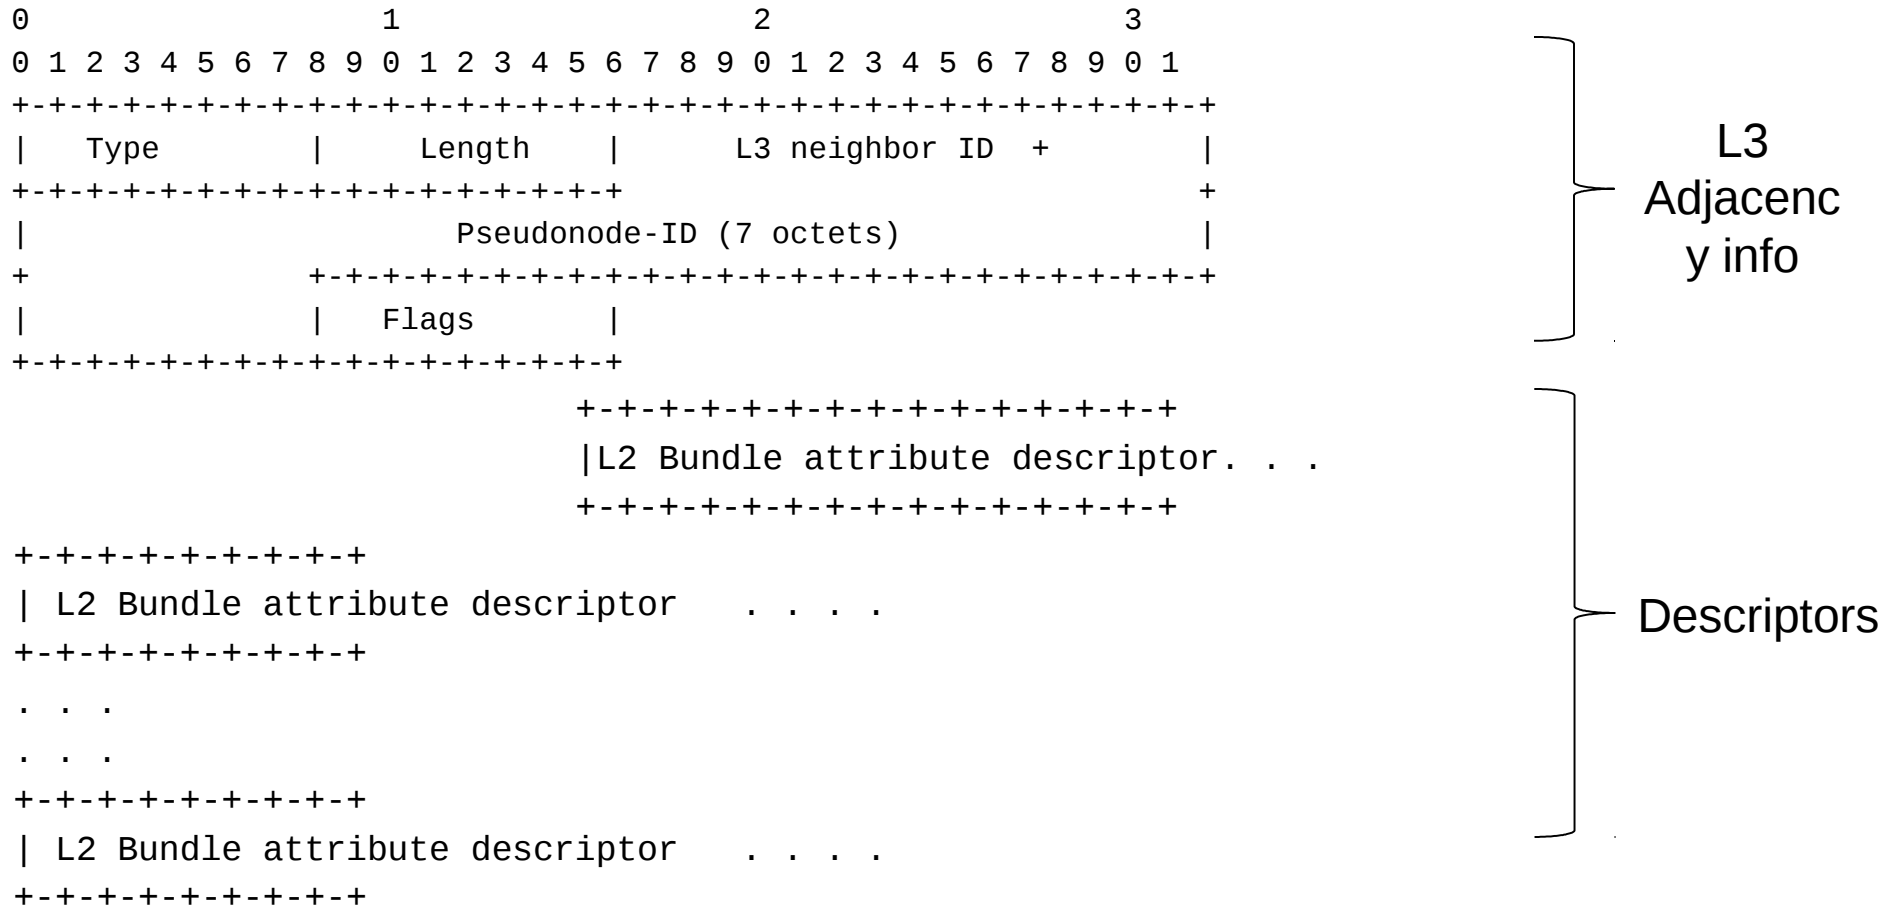 0                   1                   2                   3
0 1 2 3 4 5 6 7 8 9 0 1 2 3 4 5 6 7 8 9 0 1 2 3 4 5 6 7 8 9 0 1
+-+-+-+-+-+-+-+-+-+-+-+-+-+-+-+-+-+-+-+-+-+-+-+-+-+-+-+-+-+-+-+-+
|   Type        |     Length    |      L3 neighbor ID  +        |
+-+-+-+-+-+-+-+-+-+-+-+-+-+-+-+-+                               +
|                       Pseudonode-ID (7 octets)                |
+               +-+-+-+-+-+-+-+-+-+-+-+-+-+-+-+-+-+-+-+-+-+-+-+-+
|               |   Flags       |
+-+-+-+-+-+-+-+-+-+-+-+-+-+-+-+-+
L3
Adjacenc
y info
+-+-+-+-+-+-+-+-+-+-+-+-+-+-+
|L2 Bundle attribute descriptor. . .
+-+-+-+-+-+-+-+-+-+-+-+-+-+-+
+-+-+-+-+-+-+-+-+
| L2 Bundle attribute descriptor   . . . .
+-+-+-+-+-+-+-+-+
. . .
. . .
+-+-+-+-+-+-+-+-+
| L2 Bundle attribute descriptor   . . . .
+-+-+-+-+-+-+-+-+
Descriptors